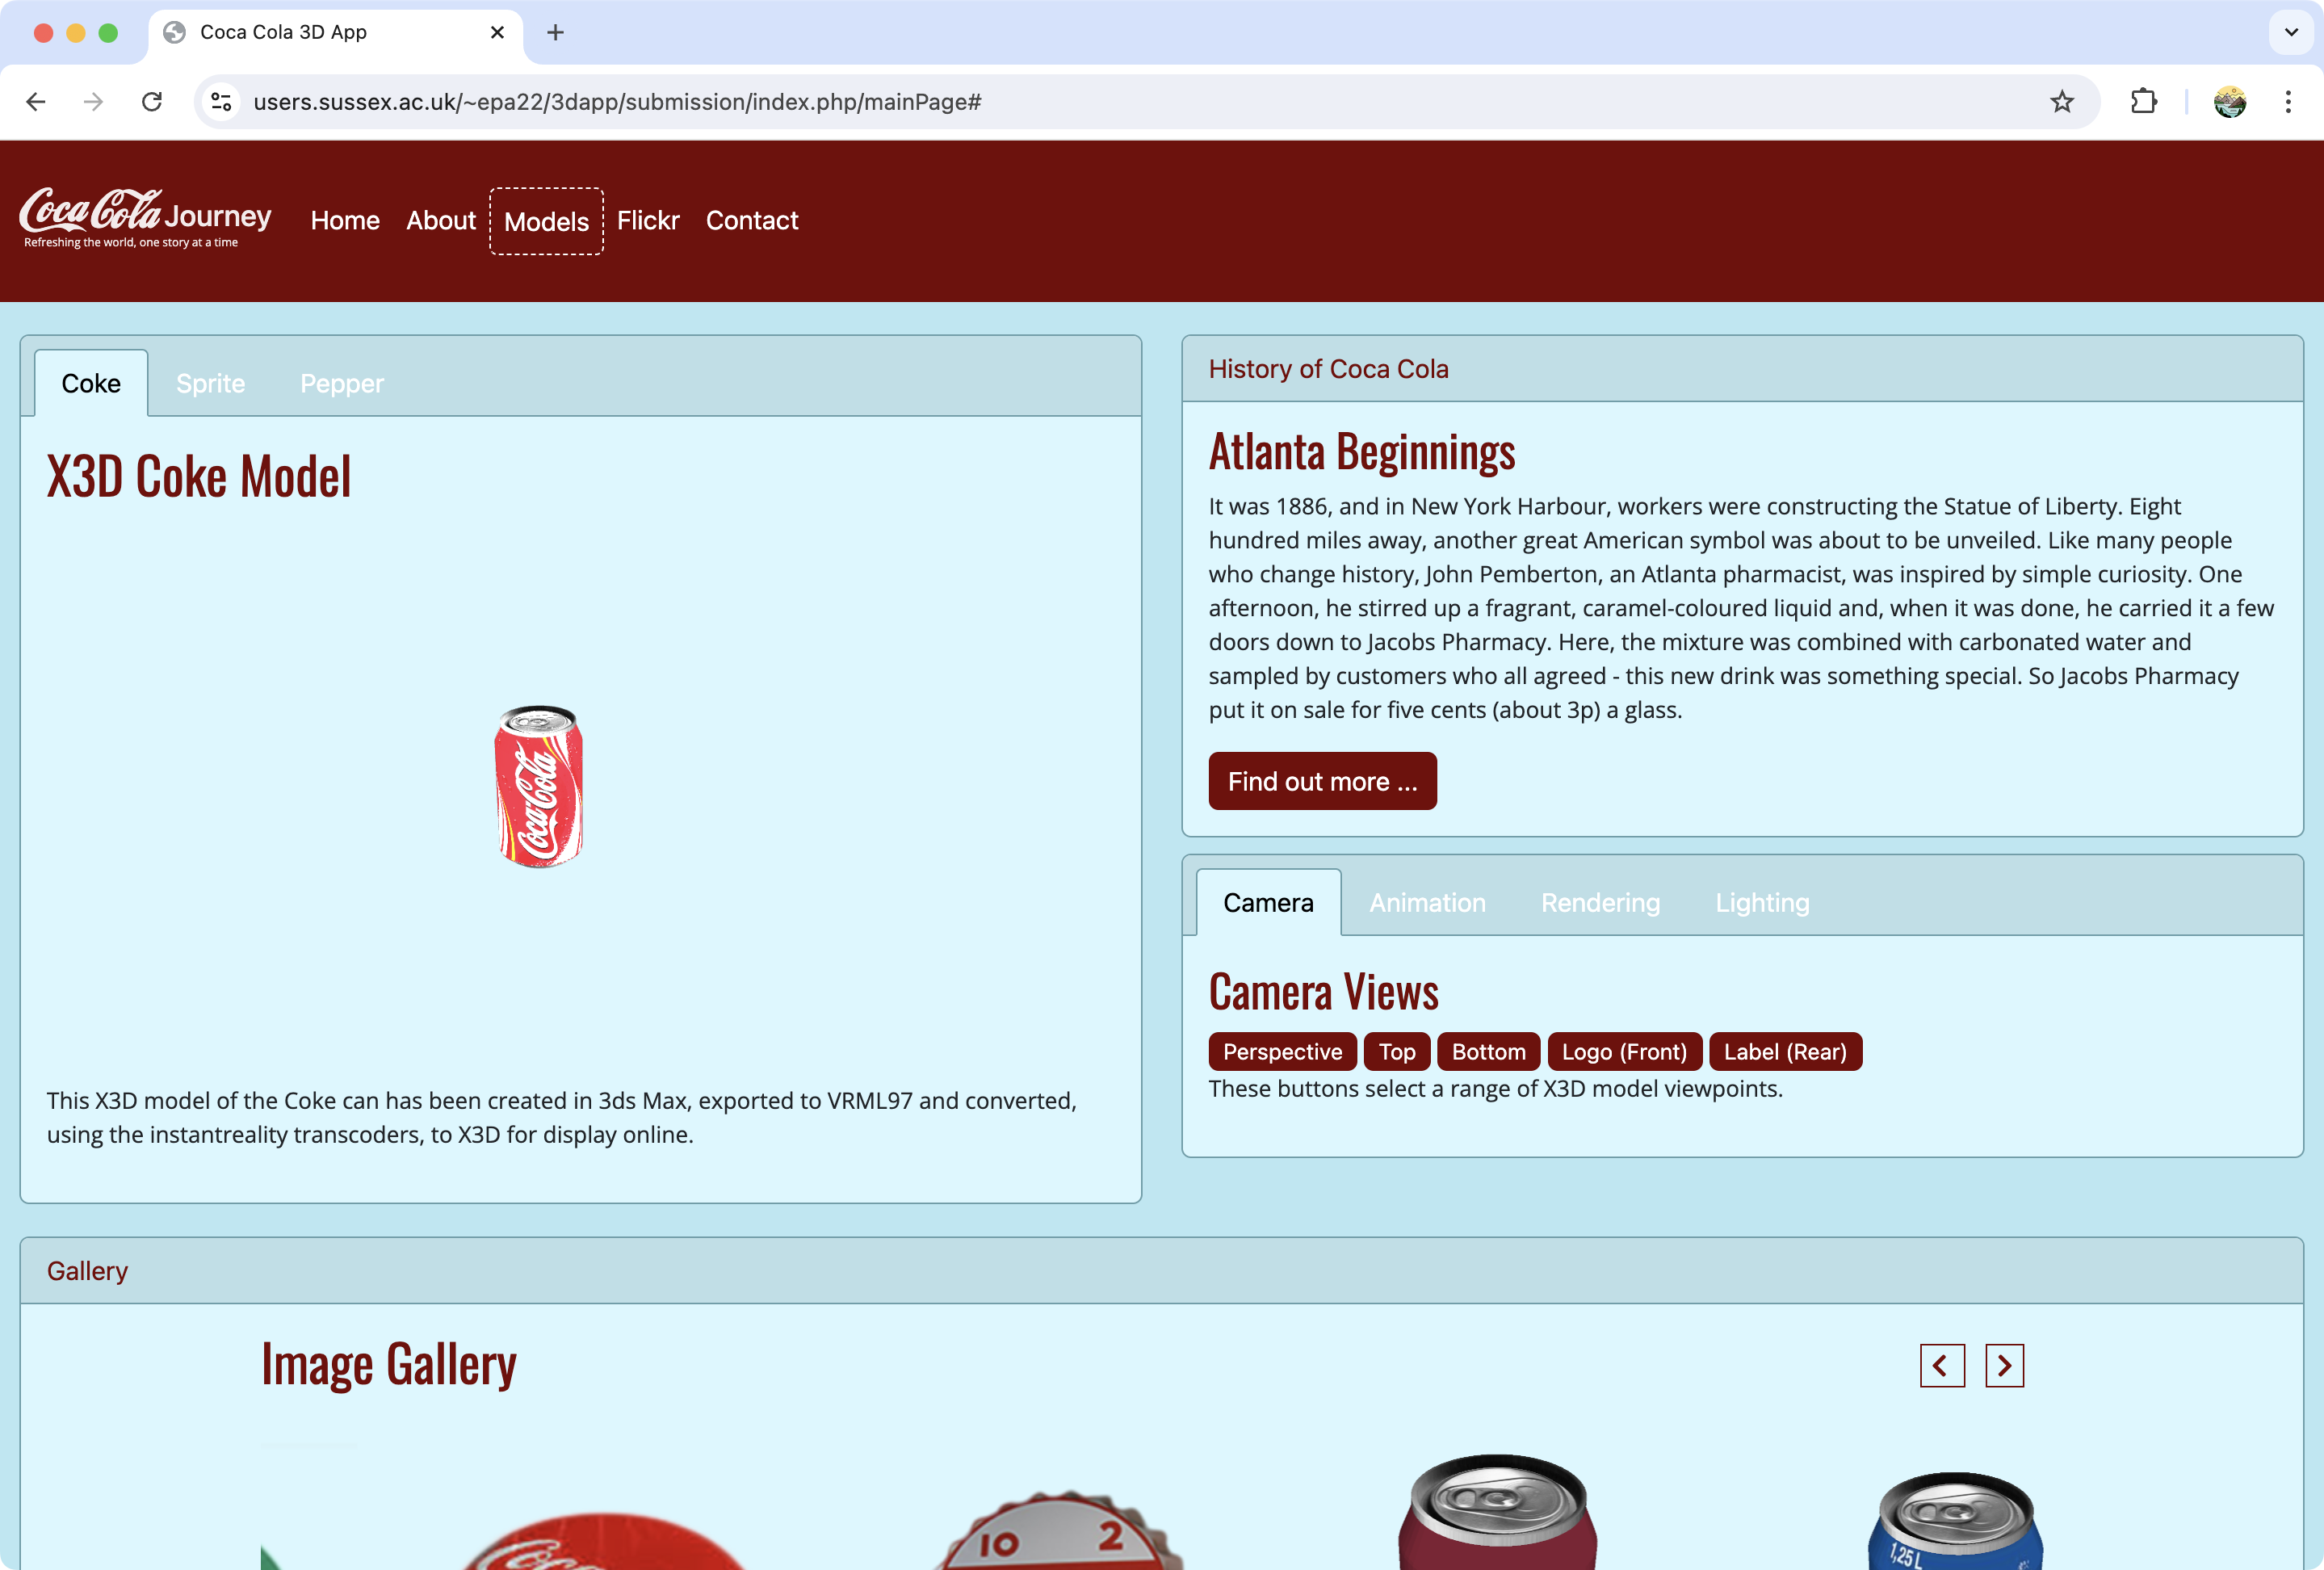 Coca Cola 3D App
users.sussex.ac.uk/~epa22/3dapp/submission/index.php/mainPage#
Coca Cola Journey
Refreshing the world, one story at a time
Home About Models Flickr Contact
Coke Sprite Pepper
X3D Coke Model
Coca-Cola
This X3D model of the Coke can has been created in 3ds Max, exported to VRML97 and converted,
using the instantreality transcoders, to X3D for display online.
History of Coca Cola
Atlanta Beginnings
It was 1886, and in New York Harbour, workers were constructing the Statue of Liberty. Eight
hundred miles away, another great American symbol was about to be unveiled. Like many people
who change history, John Pemberton, an Atlanta pharmacist, was inspired by simple curiosity. One
afternoon, he stirred up a fragrant, caramel-coloured liquid and, when it was done, he carried it a few
doors down to Jacobs Pharmacy. Here, the mixture was combined with carbonated water and
sampled by customers who all agreed - this new drink was something special. So Jacobs Pharmacy
put it on sale for five cents (about 3p) a glass.
Find out more ...
Camera Animation Rendering Lighting
Camera Views
Perspective Top Bottom Logo (Front) Label (Rear)
These buttons select a range of X3D model viewpoints.
Gallery
Image Gallery
10 2
1,25L